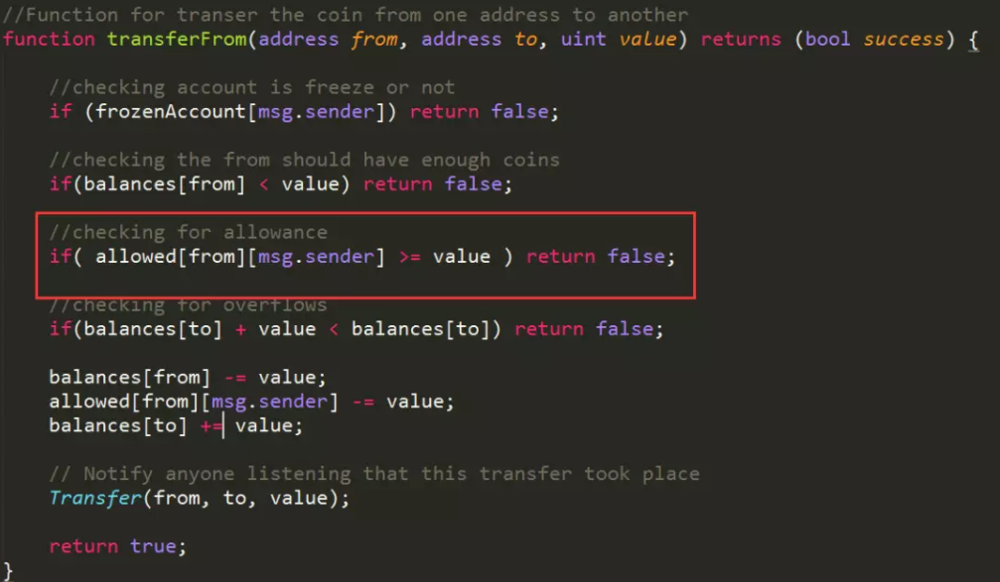 //Function for transer the coin from one address to another
function transferFrom(address from, address to, uint value) returns (bool success) {
//checking account is freeze or not
if (frozenAccount[msg.sender]) return false;
//checking the from should have enough coins
if(balances[from] < value) return false;
//checking for allowance
if( allowed[from][msg.sender] >= value ) return false;
//checking for overflows
if(balances[to] + value < balances[to]) return false;
balances[from] -= value;
allowed[from][msg.sender] -= value;
balances[to] += value;
// Notify anyone listening that this transfer took place
Transfer(from, to, value);
return true;
}